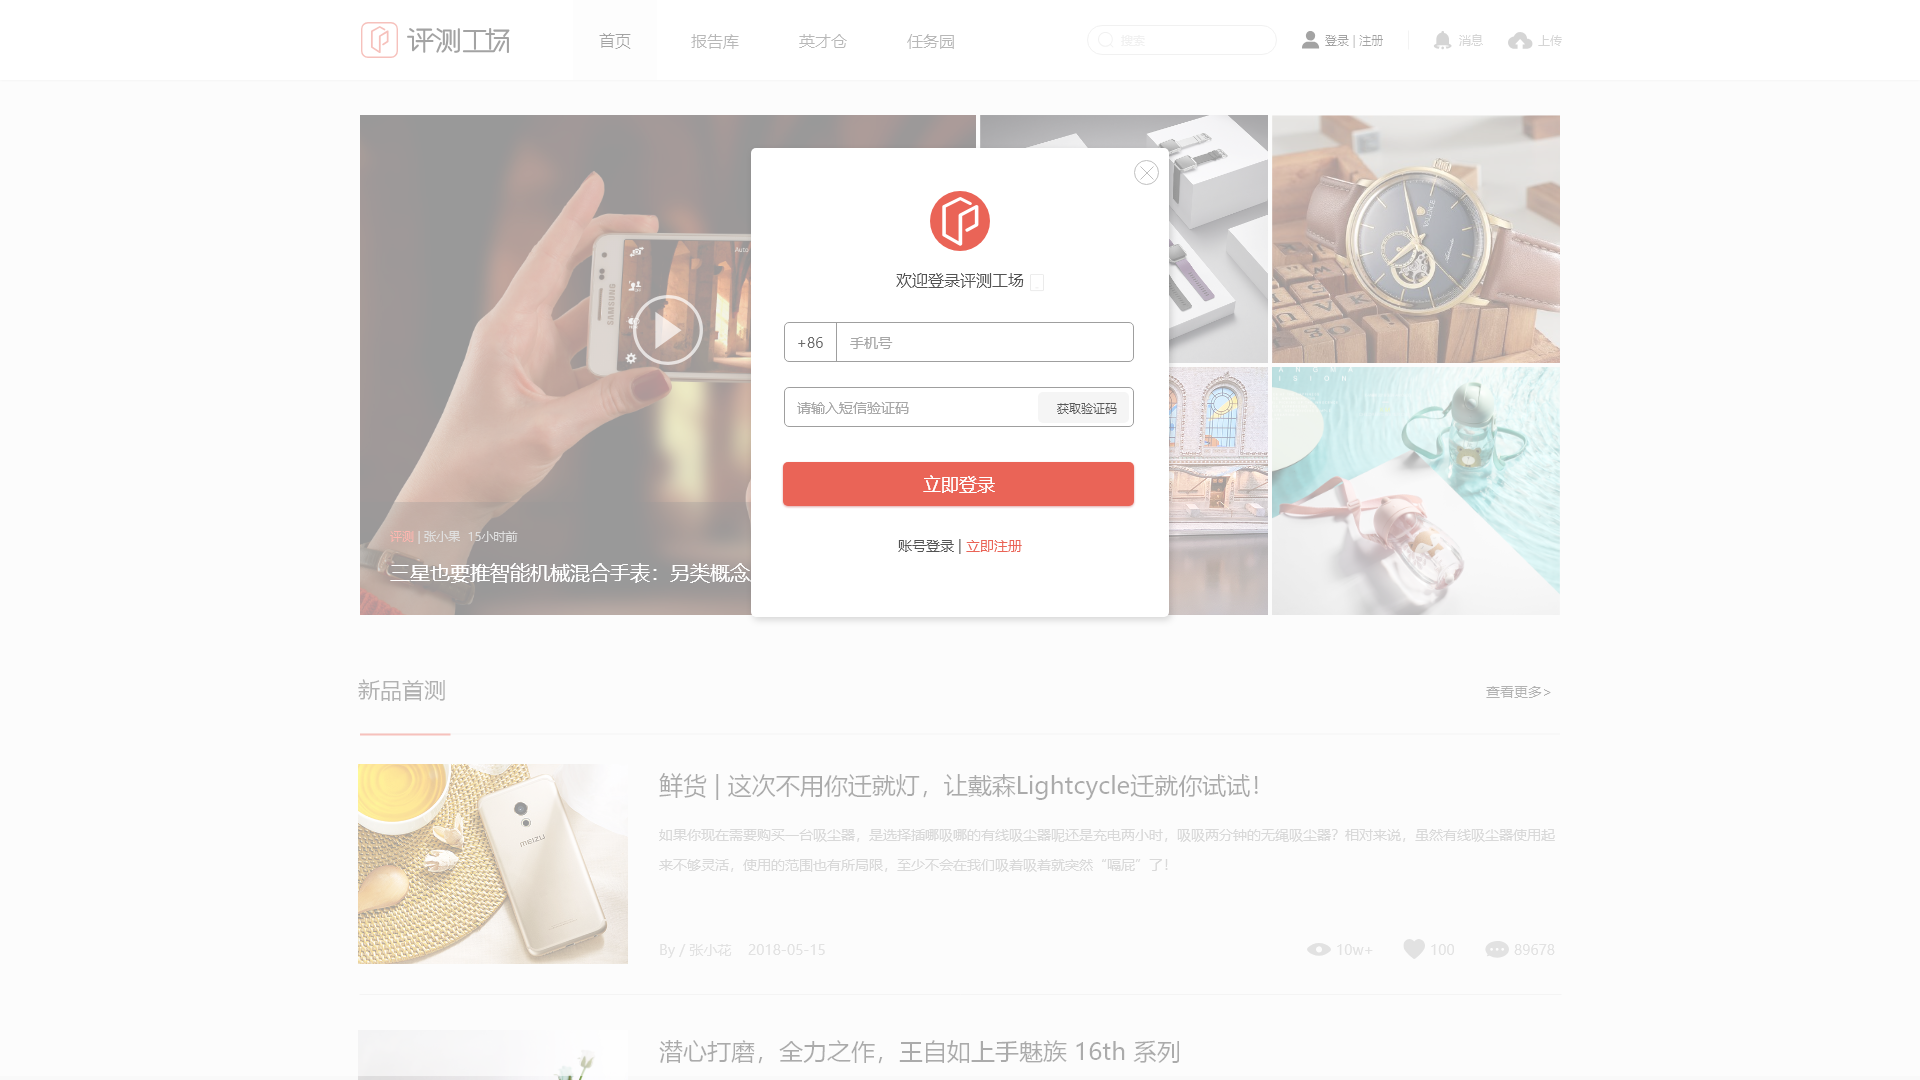 评测工场
首页
报告库
英才仓
任务园
搜索
登录 | 注册
消息
上传
Auto
SAMSUNG
评测 | 张小果 15小时前
三星也要推智能机械混合手表：另类概念
欢迎登录评测工场
+86
手机号
请输入短信验证码
获取验证码
立即登录
账号登录 | 立即注册
新品首测
查看更多>
MEIZU
鲜货 | 这次不用你迁就灯，让戴森Lightcycle迁就你试试！
如果你现在需要购买一台吸尘器，是选择插哪吸哪的有线吸尘器呢还是充电两小时，吸吸两分钟的无绳吸尘器？相对来说，虽然有线吸尘器使用起
来不够灵活，使用的范围也有所局限，至少不会在我们吸着吸着就突然“嗝屁”了！
By / 张小花 2018-05-15
10w+
100
89678
潜心打磨，全力之作，王自如上手魅族 16th 系列